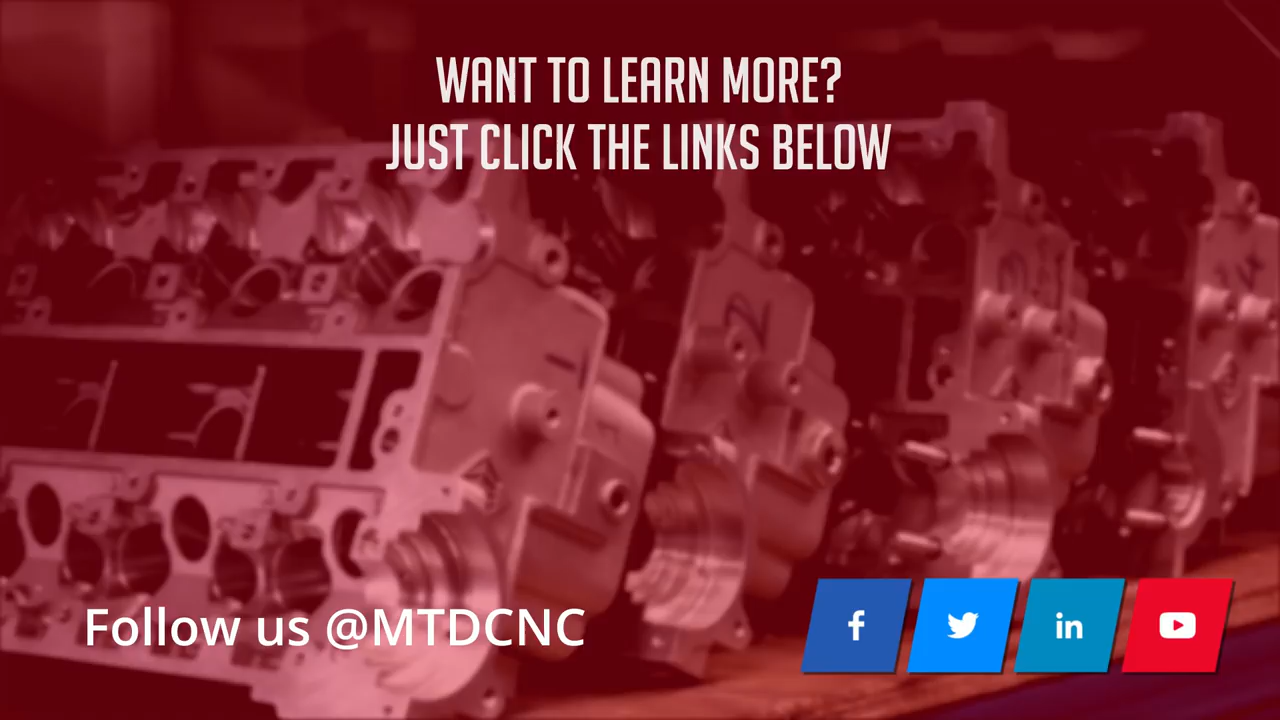 WANT TO LEARN MORE?
JUST CLICK THE LINKS BELOW
Follow us @MTDCNC
f
in